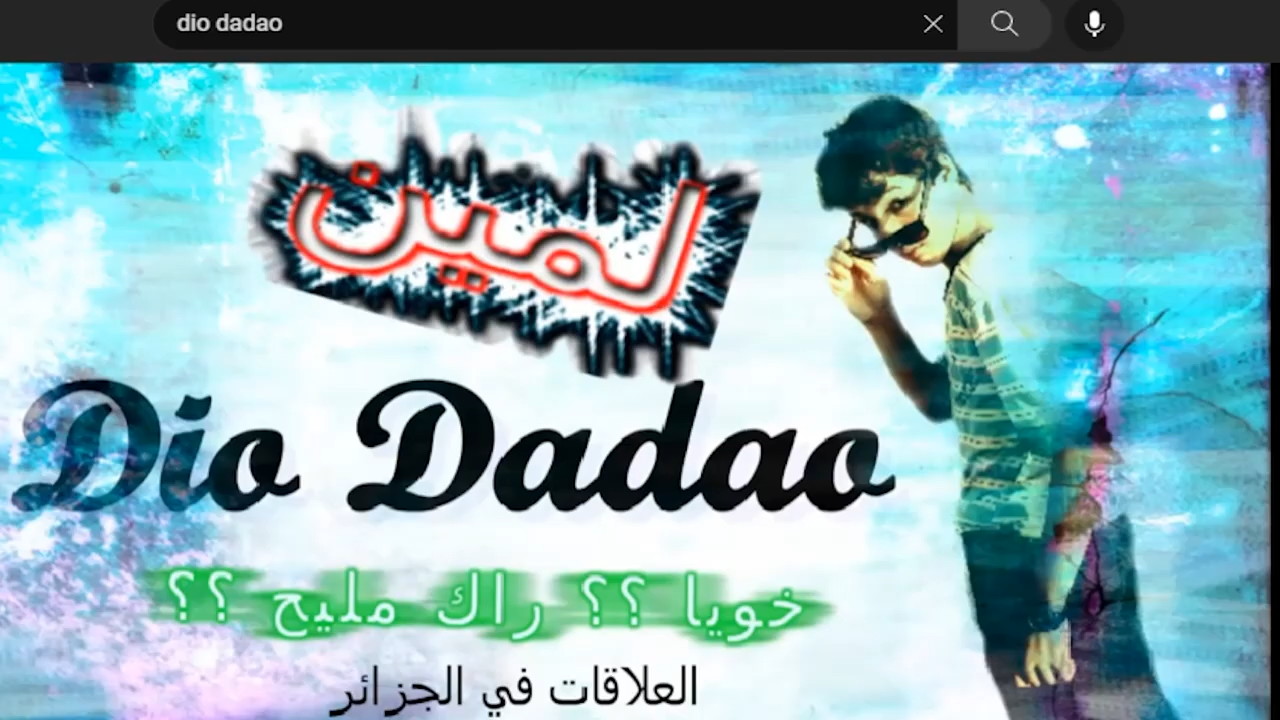 dio dadao
لمين
Dio Dadao
خويا ؟؟ راك مليح ؟؟
العلاقات في الجزائر